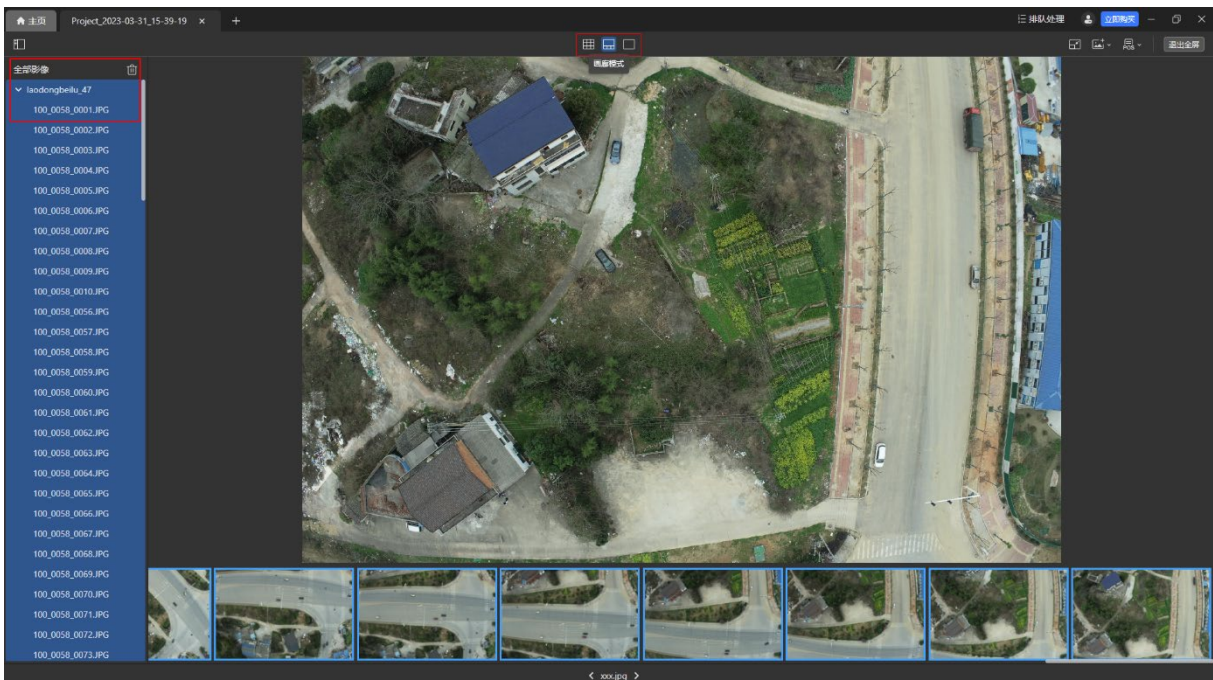 主页
Project_2023-03-31_15-39-19
排队处理
立即购买
POS
退出全屏
画廊模式
全部影像
laodongbeilu_47
100_0058_0001.JPG
100_0058_0002.JPG
100_0058_0003.JPG
100_0058_0004.JPG
100_0058_0005.JPG
100_0058_0006.JPG
100_0058_0007.JPG
100_0058_0008.JPG
100_0058_0009.JPG
100_0058_0010.JPG
100_0058_0056.JPG
100_0058_0057.JPG
100_0058_0058.JPG
100_0058_0059.JPG
100_0058_0060.JPG
100_0058_0061.JPG
100_0058_0062.JPG
100_0058_0063.JPG
100_0058_0064.JPG
100_0058_0065.JPG
100_0058_0066.JPG
100_0058_0067.JPG
100_0058_0068.JPG
100_0058_0069.JPG
100_0058_0070.JPG
100_0058_0071.JPG
100_0058_0072.JPG
100_0058_0073.JPG
xxx.jpg